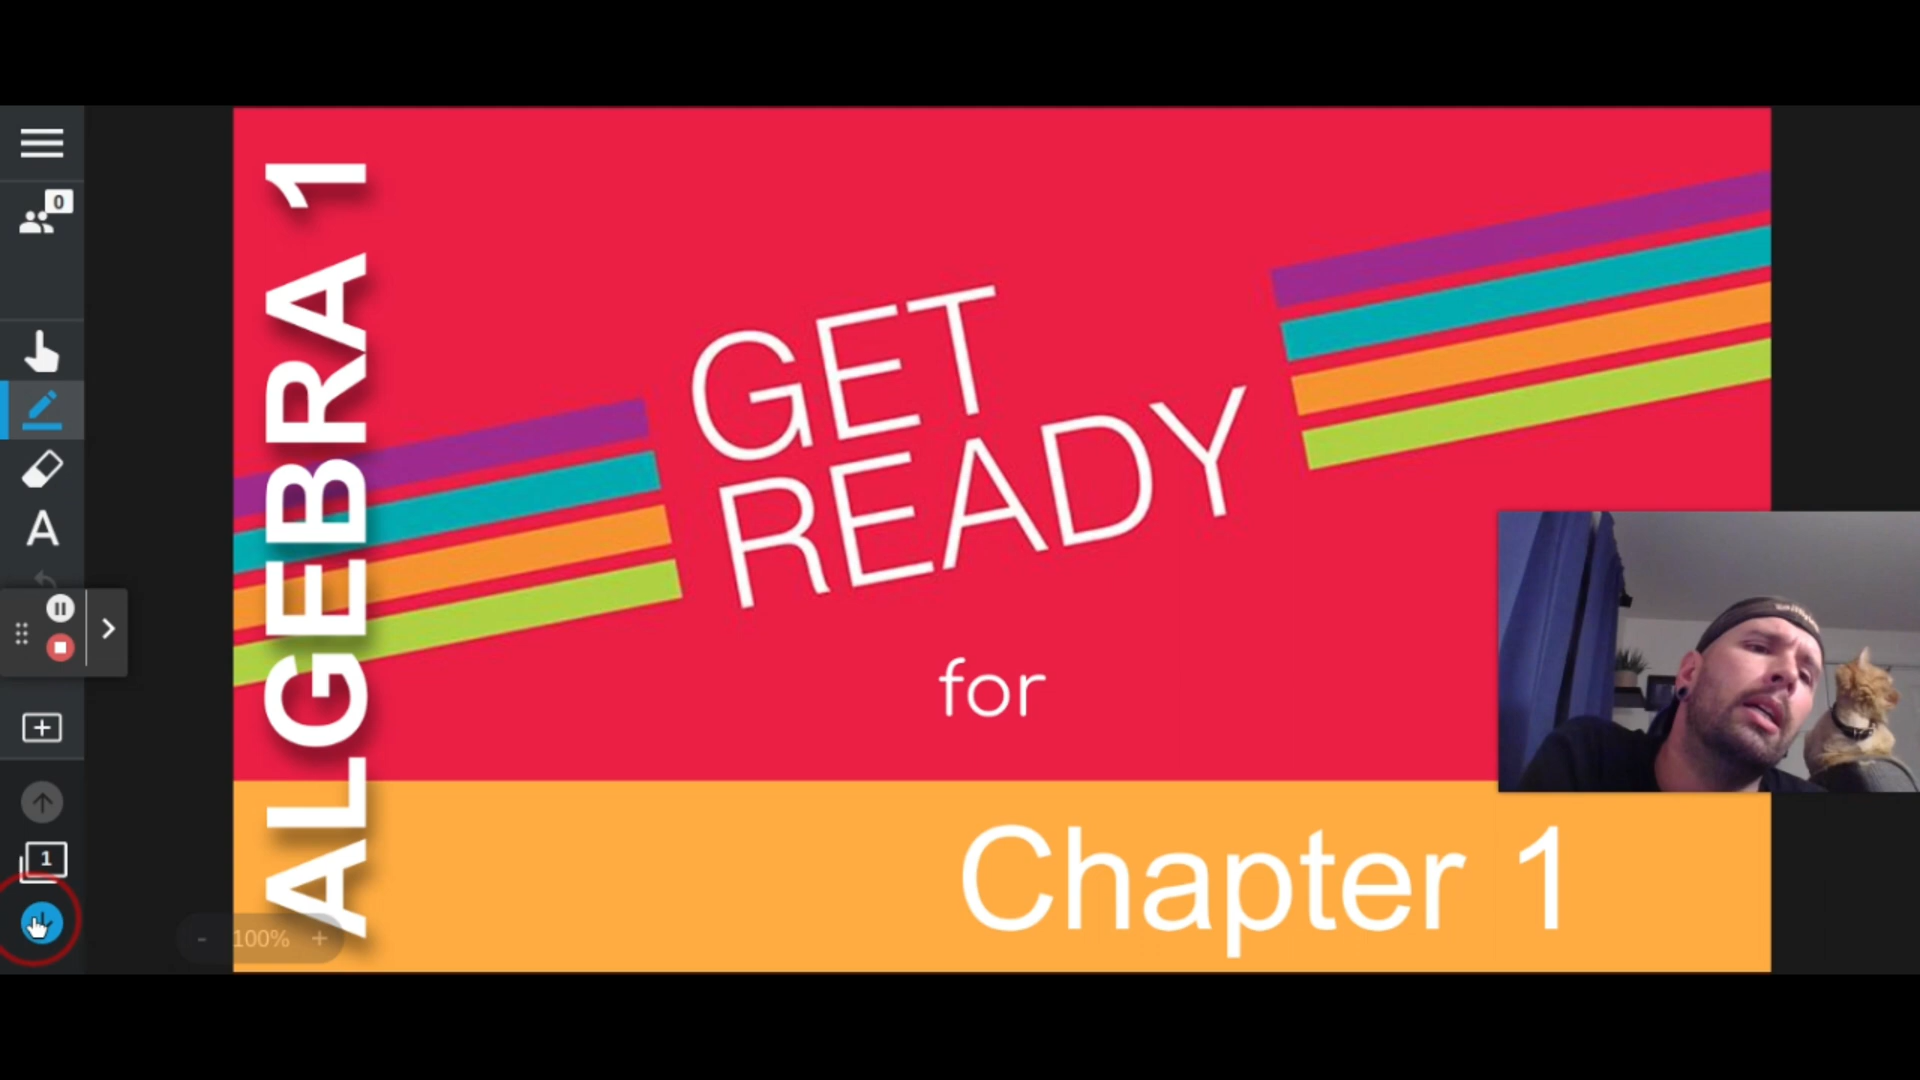 0
A
1
- 100% +
ALGEBRA 1
GET
READY
for
Chapter 1